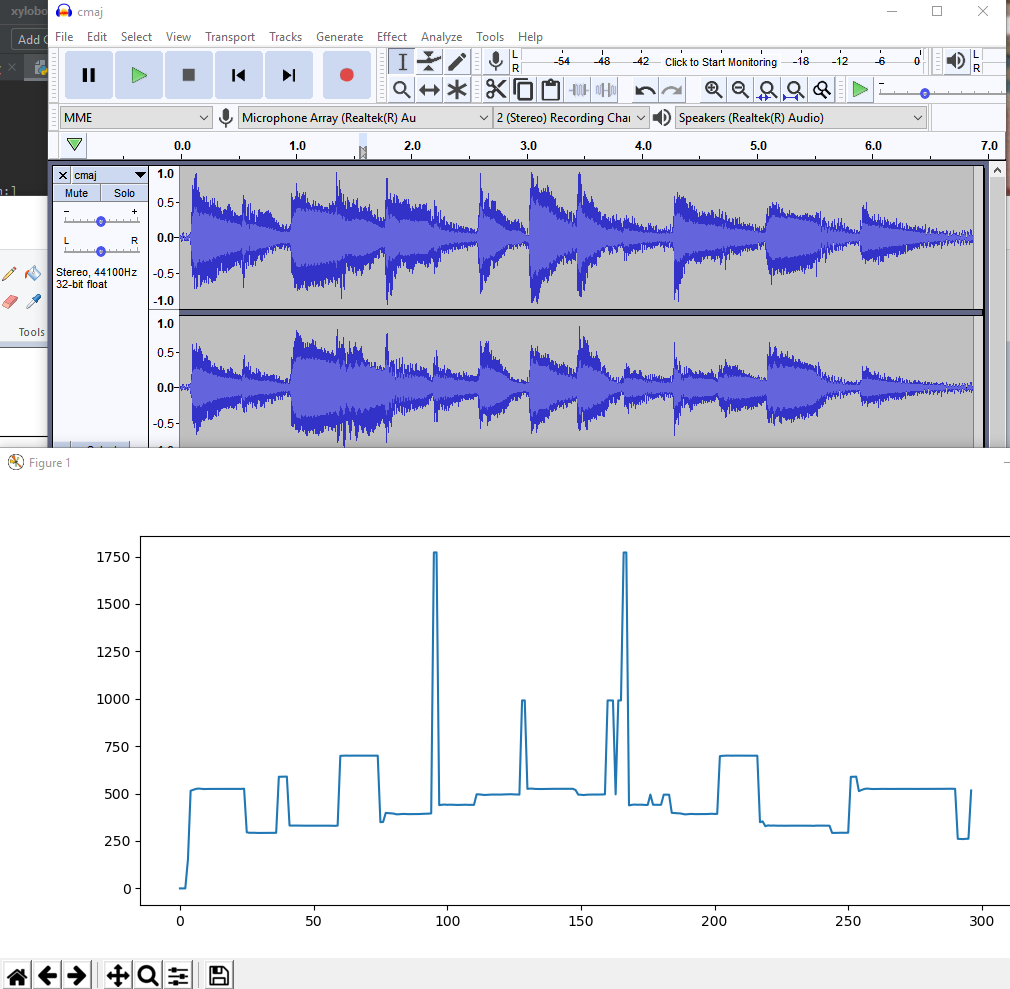 xylobo
cmaj
Add C
File Edit Select View Transport Tracks Generate Effect Analyze Tools Help
L
R
-54 -48 -42 Click to Start Monitoring -18 -12 -6 0
L
R
MME
Microphone Array (Realtek(R) Au
2 (Stereo) Recording Chan
Speakers (Realtek(R) Audio)
0.0 1.0 2.0 3.0 4.0 5.0 6.0 7.0
cmaj
Mute Solo
- +
L R
Stereo, 44100Hz
32-bit float
1.0
0.5
0.0
-0.5
-1.0
1.0
0.5
0.0
-0.5
n:]
Tools
Figure 1
1750
1500
1250
1000
750
500
250
0
0 50 100 150 200 250 300